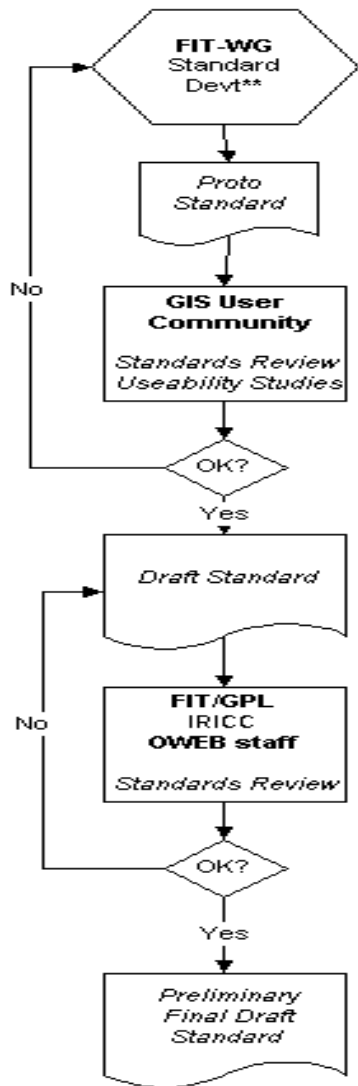 FIT-WG
Standard
Devt**
Proto
Standard
No
GIS User
Community
Standards Review
Useability Studies
OK?
Yes
Draft Standard
No
FIT/GPL
IRICC
OWEB staff
Standards Review
OK?
Yes
Preliminary
Final Draft
Standard